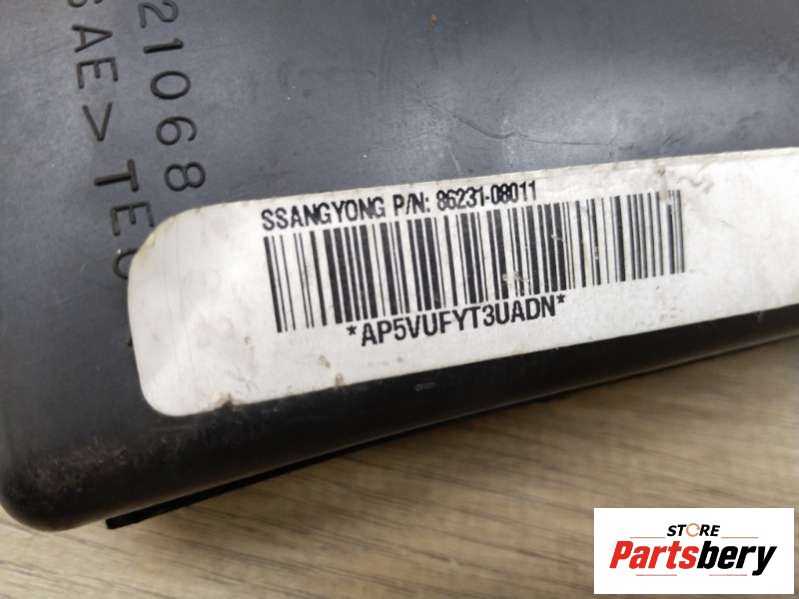 21068
SAE>TEO
SSANGYONG P/N: 86231-08011
*AP5VUFYT3UADN*
STORE
Partsbery